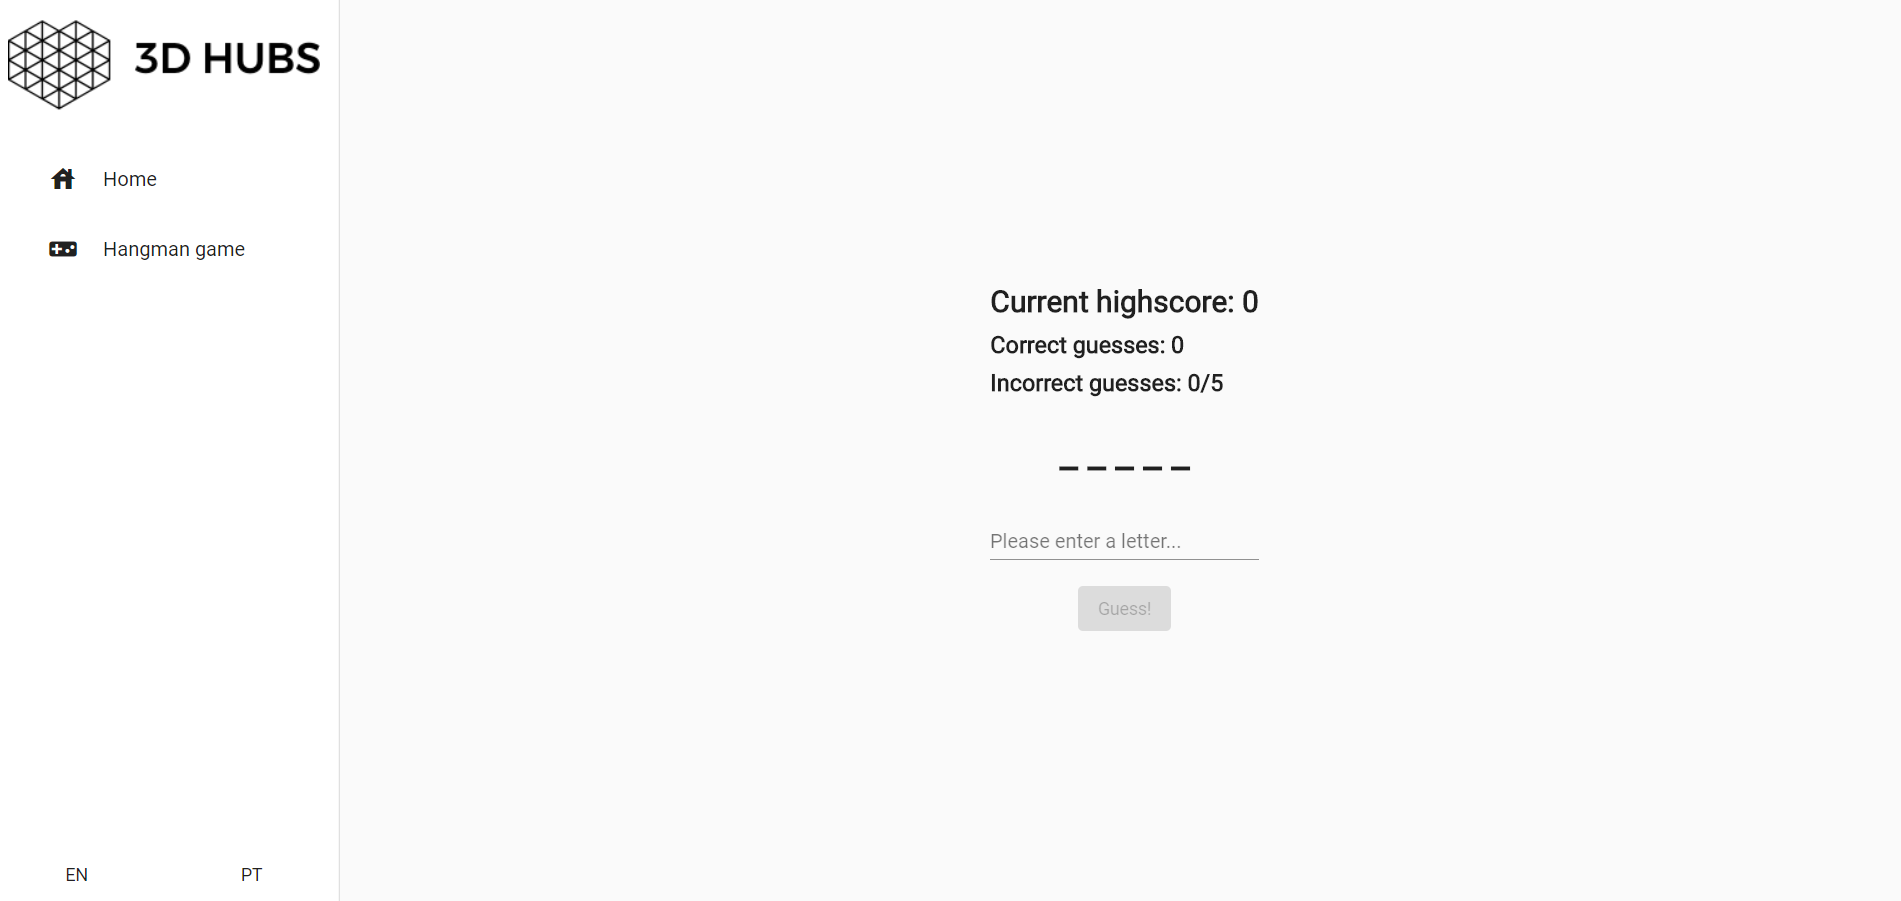 3D HUBS
Home
Hangman game
Current highscore: 0
Correct guesses: 0
Incorrect guesses: 0/5
_ _ _ _ _
Please enter a letter...
Guess!
EN
PT